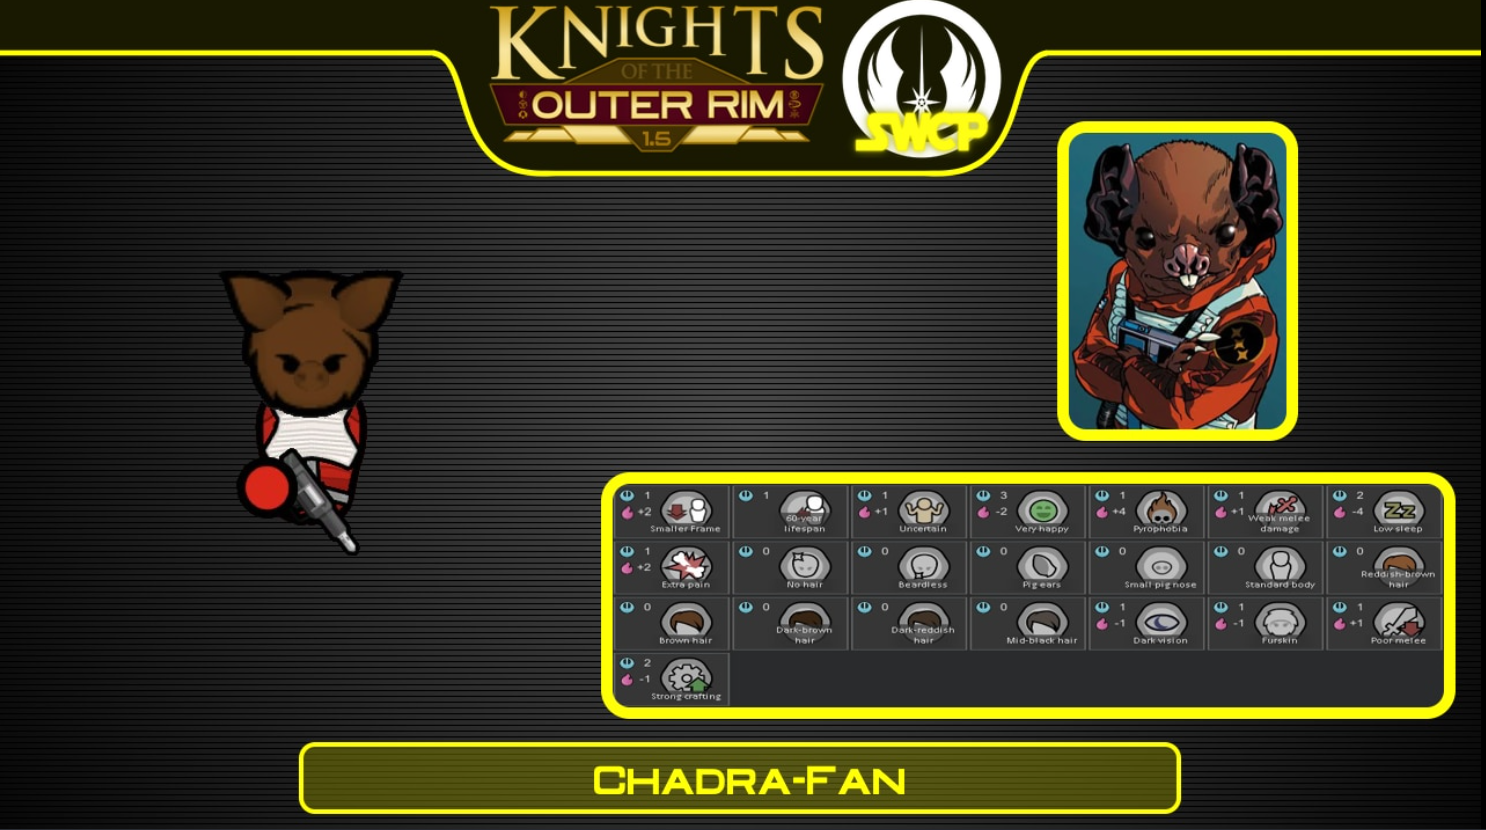 KNIGHTS
OF THE
OUTER RIM
1.5
SWCP
1
+2
Smaller Frame
1
60-year
lifespan
1
+1
Uncertain
3
-2
Very happy
1
+4
Pyrophobia
1
+1
Weak melee
damage
2
-4
Low sleep
1
+2
Extra pain
0
No hair
0
Beardless
0
Pig ears
0
Small pig nose
0
Standard body
0
Reddish-brown
hair
0
Brown hair
0
Dark-brown
hair
0
Dark-reddish
hair
0
Mid-black hair
1
-1
Dark vision
1
-1
Furskin
1
+1
Poor melee
2
-1
Strong crafting
CHADRA-FAN